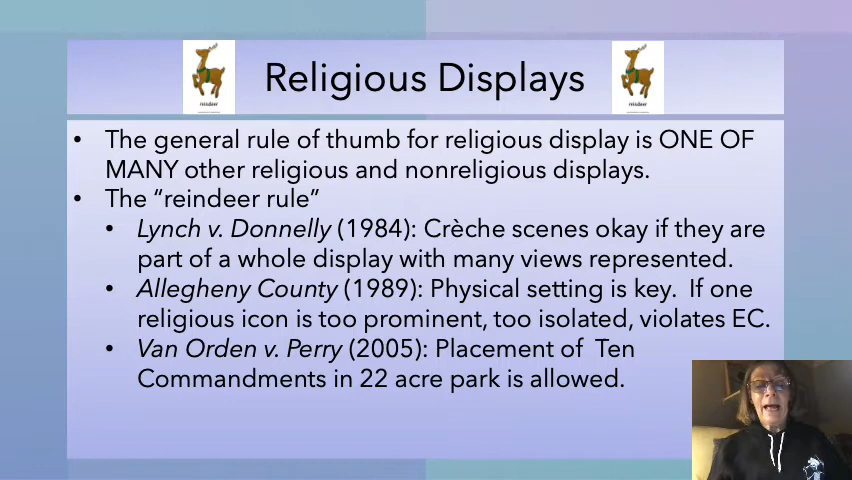 reindeer
Religious Displays
reindeer
• The general rule of thumb for religious display is ONE OF
MANY other religious and nonreligious displays.
• The “reindeer rule”
• Lynch v. Donnelly (1984): Crèche scenes okay if they are
part of a whole display with many views represented.
• Allegheny County (1989): Physical setting is key.  If one
religious icon is too prominent, too isolated, violates EC.
• Van Orden v. Perry (2005): Placement of  Ten
Commandments in 22 acre park is allowed.